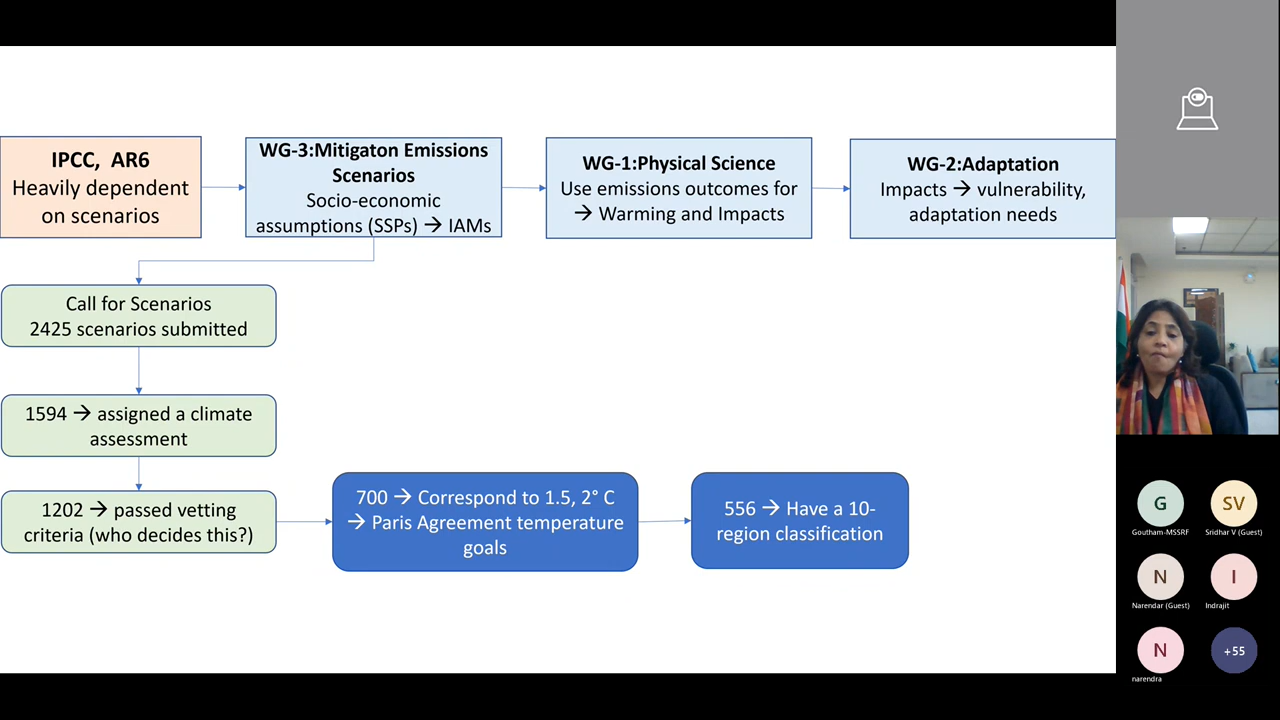 IPCC, AR6
Heavily dependent
on scenarios
WG-3:Mitigaton Emissions
Scenarios
Socio-economic
assumptions (SSPs) → IAMs
WG-1:Physical Science
Use emissions outcomes for
→ Warming and Impacts
WG-2:Adaptation
Impacts → vulnerability,
adaptation needs
Call for Scenarios
2425 scenarios submitted
1594 → assigned a climate
assessment
1202 → passed vetting
criteria (who decides this?)
700 → Correspond to 1.5, 2° C
→ Paris Agreement temperature
goals
556 → Have a 10-
region classification
G
Goutham-MSSRF
SV
Sridhar V (Guest)
N
Narendar (Guest)
I
Indrajit
N
narendra
+55